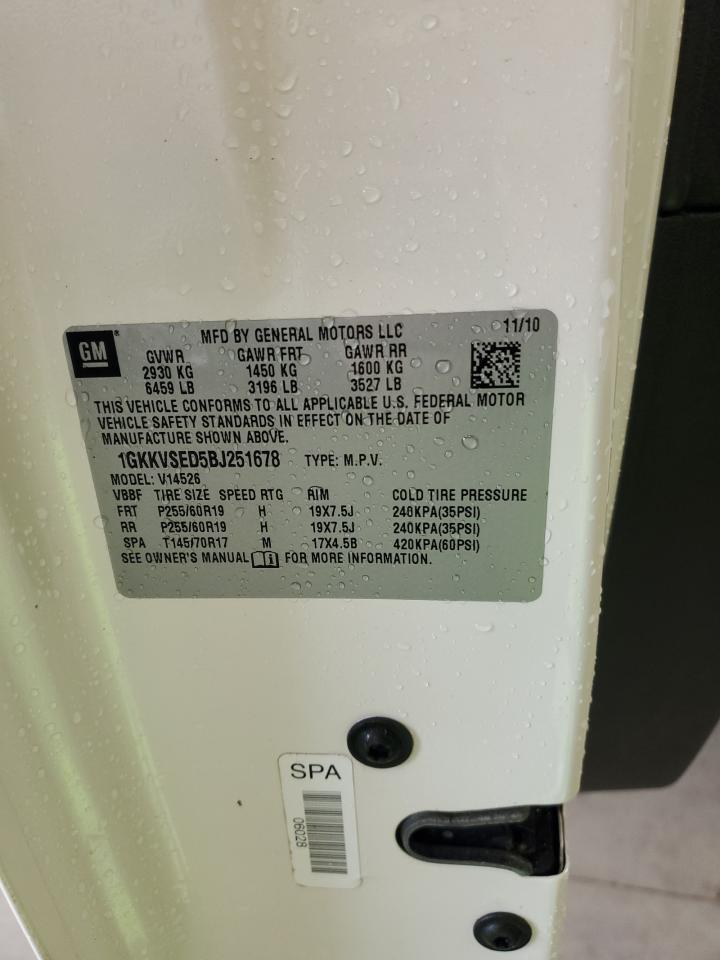 GM®
MFD BY GENERAL MOTORS LLC 11/10
GVWR GAWR FRT GAWR RR
2930 KG 1450 KG 1600 KG
6459 LB 3196 LB 3527 LB
THIS VEHICLE CONFORMS TO ALL APPLICABLE U.S. FEDERAL MOTOR
VEHICLE SAFETY STANDARDS IN EFFECT ON THE DATE OF
MANUFACTURE SHOWN ABOVE.
1GKKVSED5BJ251678 TYPE: M.P.V.
MODEL: V14526
VBBF TIRE SIZE SPEED RTG RIM COLD TIRE PRESSURE
FRT P255/60R19 H 19X7.5J 240KPA(35PSI)
RR P255/60R19 H 19X7.5J 240KPA(35PSI)
SPA T145/70R17 M 17X4.5B 420KPA(60PSI)
SEE OWNER'S MANUAL i FOR MORE INFORMATION.
SPA
06028